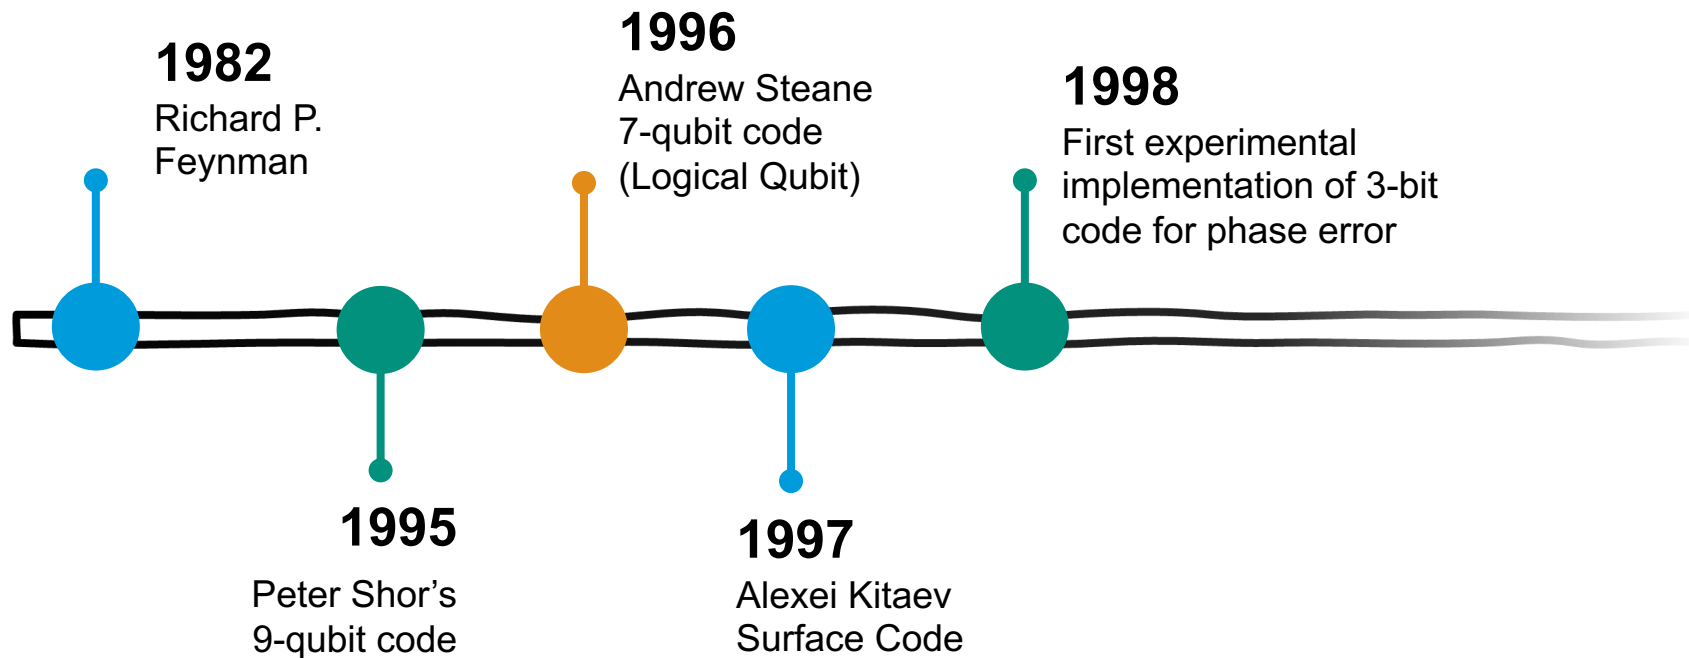 1982
Richard P.
Feynman
1995
Peter Shor’s
9-qubit code
1996
Andrew Steane
7-qubit code
(Logical Qubit)
1997
Alexei Kitaev
Surface Code
1998
First experimental
implementation of 3-bit
code for phase error